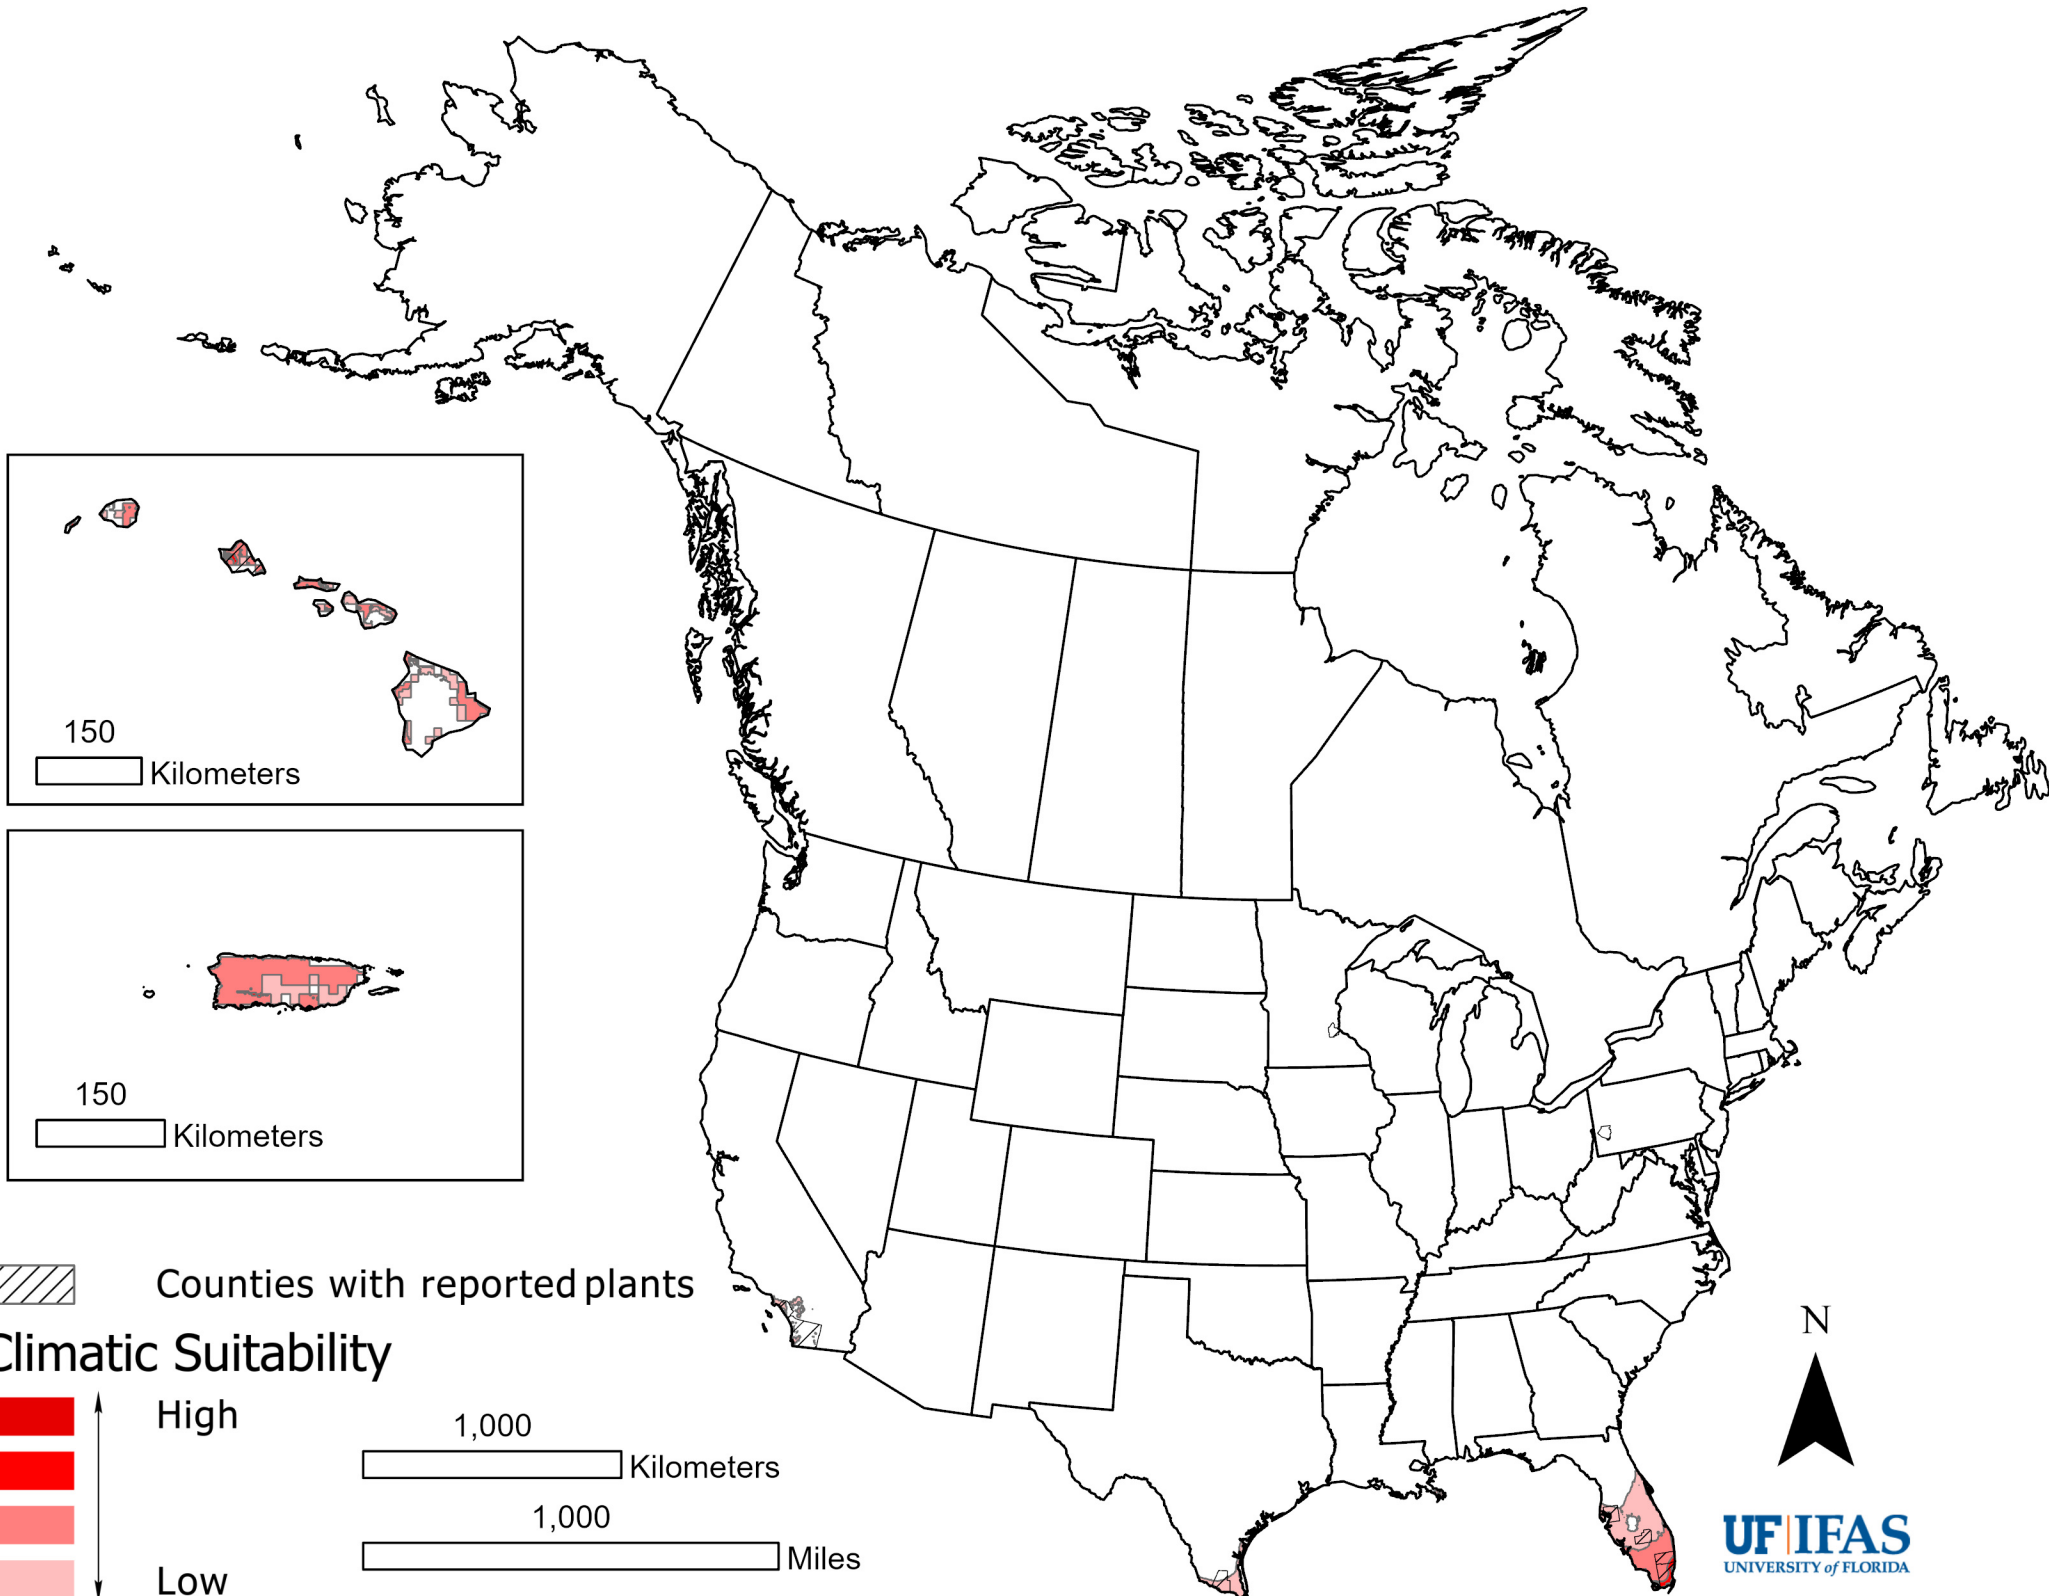 150
Kilometers
150
Kilometers
Counties with reported plants
Climatic Suitability
High
Low
1,000
Kilometers
1,000
Miles
N
UF|IFAS
UNIVERSITY of FLORIDA